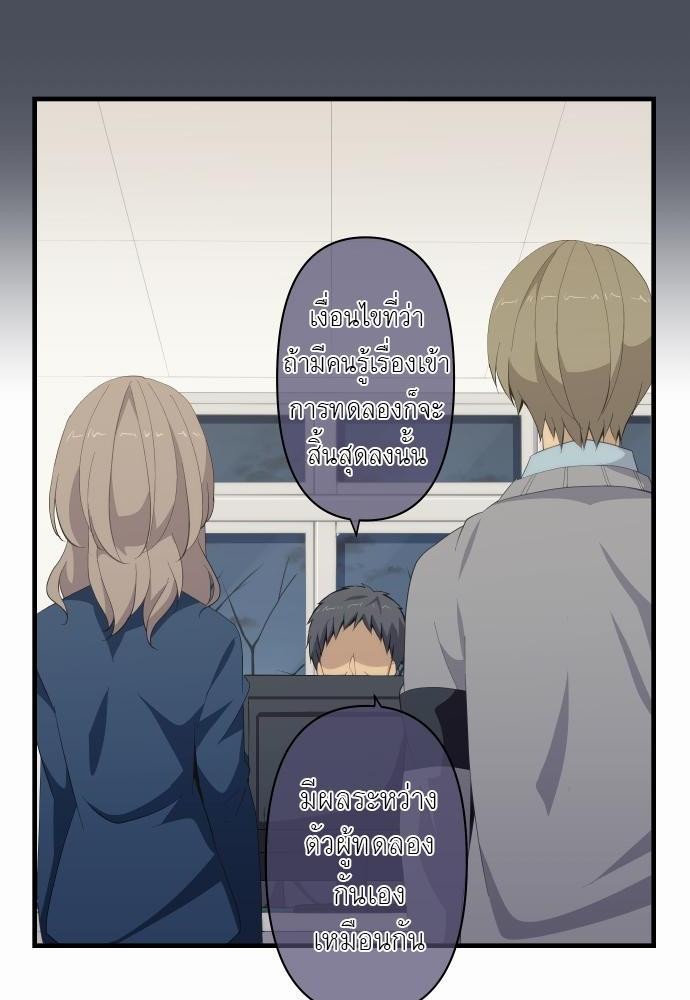 เงื่อนไขที่ว่า
ถ้ามีคนรู้เรื่องเข้า
การทดลองก็จะ
สิ้นสุดลงนั้น
มีผลระหว่าง
ตัวผู้ทดลอง
กันเอง
เหมือนกัน